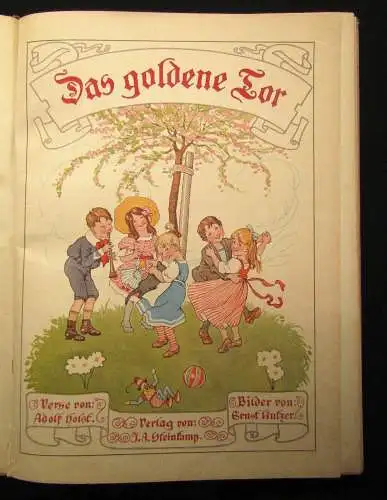 Das goldene Tor
Verse von:
Adolf Holst.
Verlag von:
J.A. Steinkamp.
Bilder von:
Ernst Kutzer.